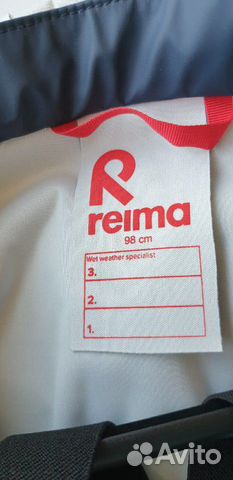 reima
98 cm
Wet weather specialist
3.
2.
1.
Avito